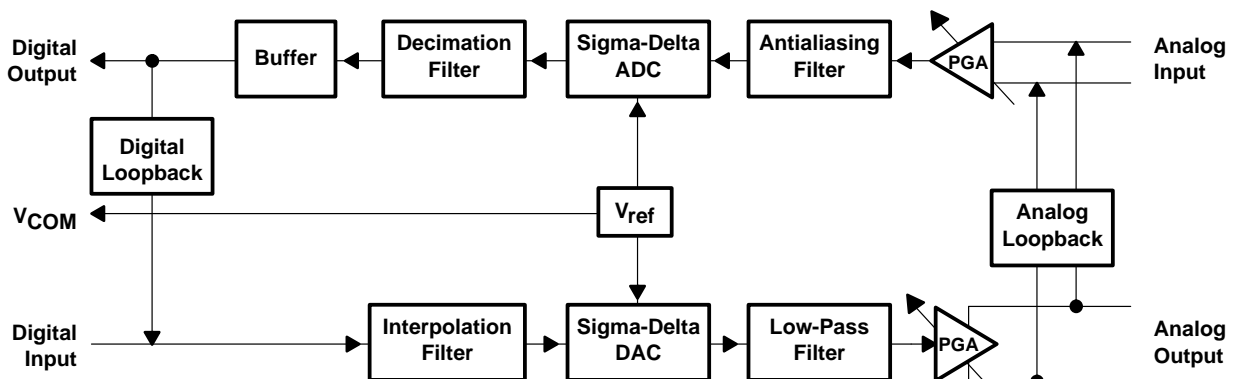 Digital
Output
Buffer
Decimation
Filter
Sigma-Delta
ADC
Antialiasing
Filter
PGA
Analog
Input
Digital
Loopback
VCOM
Vref
Analog
Loopback
Digital
Input
Interpolation
Filter
Sigma-Delta
DAC
Low-Pass
Filter
PGA
Analog
Output